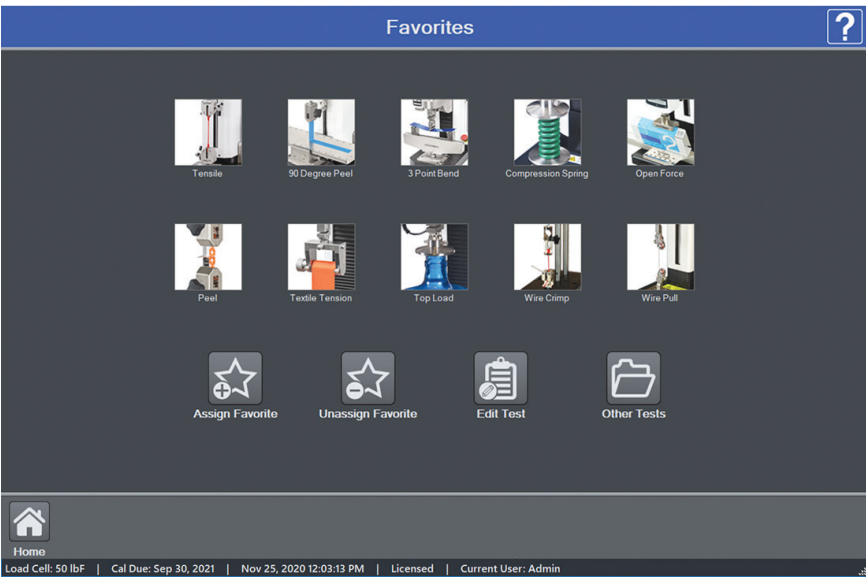 Favorites
?
Tensile
90 Degree Peel
3 Point Bend
Compression Spring
Open Force
Peel
Textile Tension
Top Load
Wire Crimp
Wire Pull
Assign Favorite
Unassign Favorite
Edit Test
Other Tests
Home
Load Cell: 50 lbF | Cal Due: Sep 30, 2021 | Nov 25, 2020 12:03:13 PM | Licensed | Current User: Admin